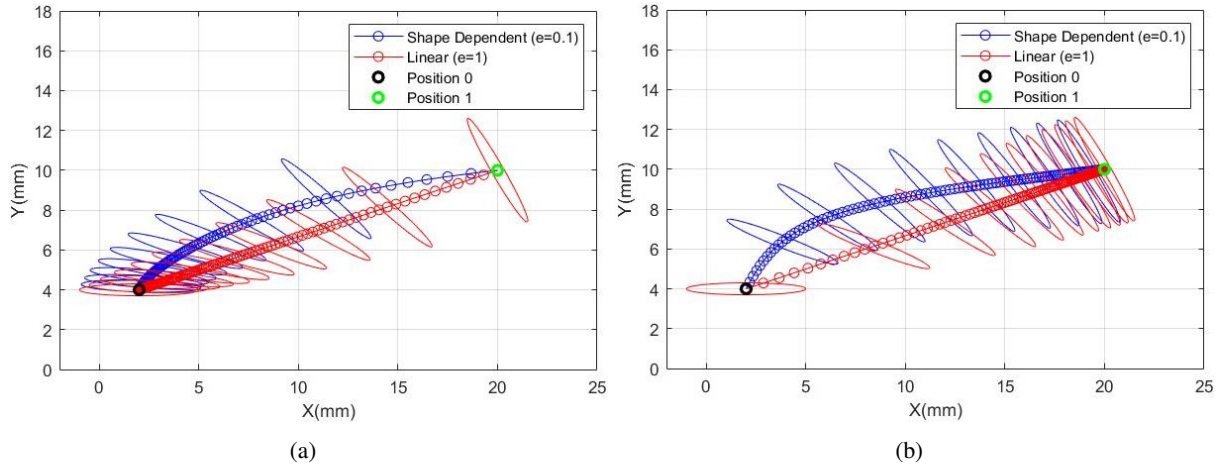 18
16
14
12
10
8
6
4
2
0
Y(mm)
0
5
10
15
20
25
X(mm)
Shape Dependent (e=0.1)
Linear (e=1)
Position 0
Position 1
(a)
18
16
14
12
10
8
6
4
2
0
Y(mm)
0
5
10
15
20
25
X(mm)
Shape Dependent (e=0.1)
Linear (e=1)
Position 0
Position 1
(b)